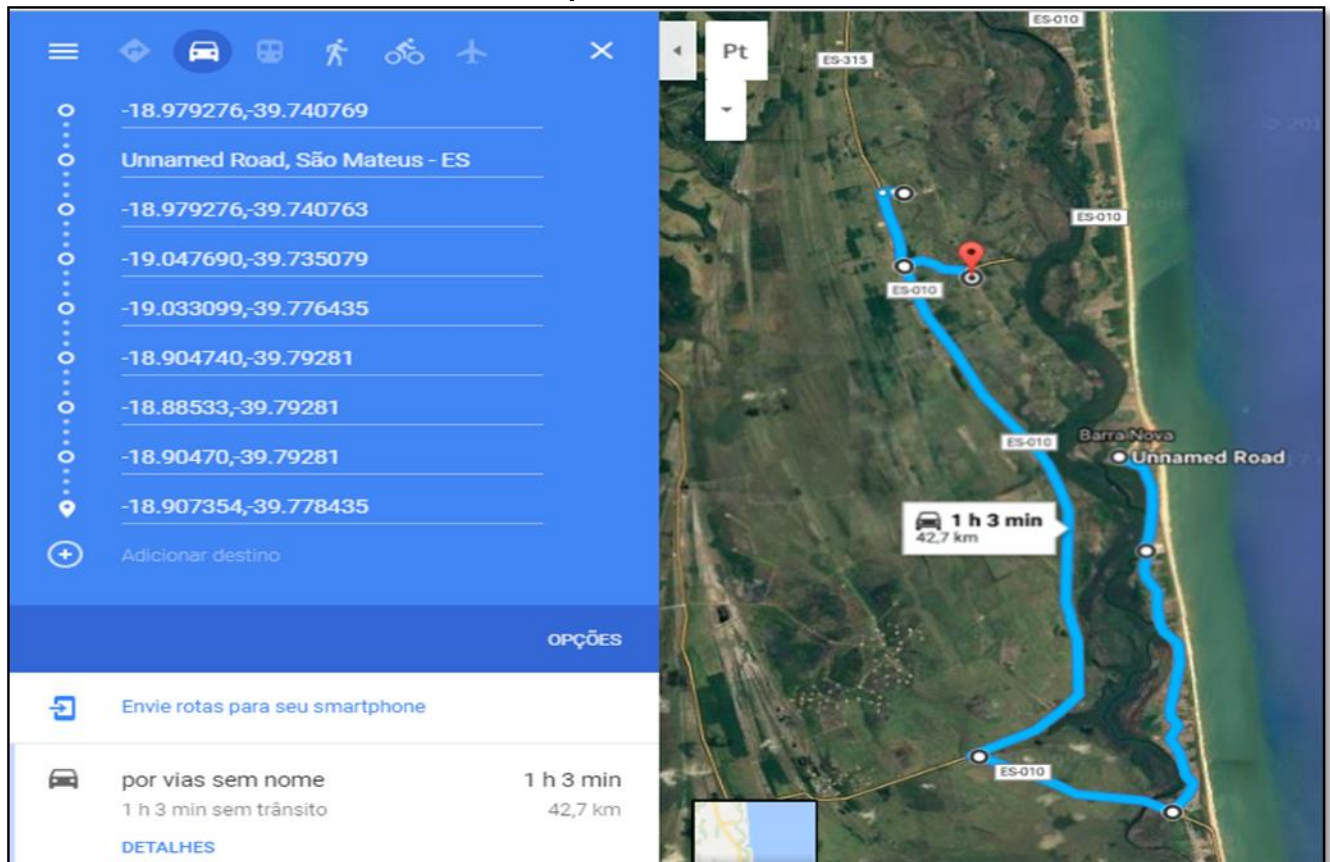 -18.979276,-39.740769
Unnamed Road, São Mateus - ES
-18.979276,-39.740763
-19.047690,-39.735079
-19.033099,-39.776435
-18.904740,-39.79281
-18.88533,-39.79281
-18.90470,-39.79281
-18.907354,-39.778435
Adicionar destino
OPÇÕES
Envie rotas para seu smartphone
por vias sem nome 1 h 3 min
1 h 3 min sem trânsito 42,7 km
DETALHES
Pt
ES-010
ES-315
ES-010
ES-010
ES-010
Barra Nova
Unnamed Road
1 h 3 min
42,7 km
ES-010